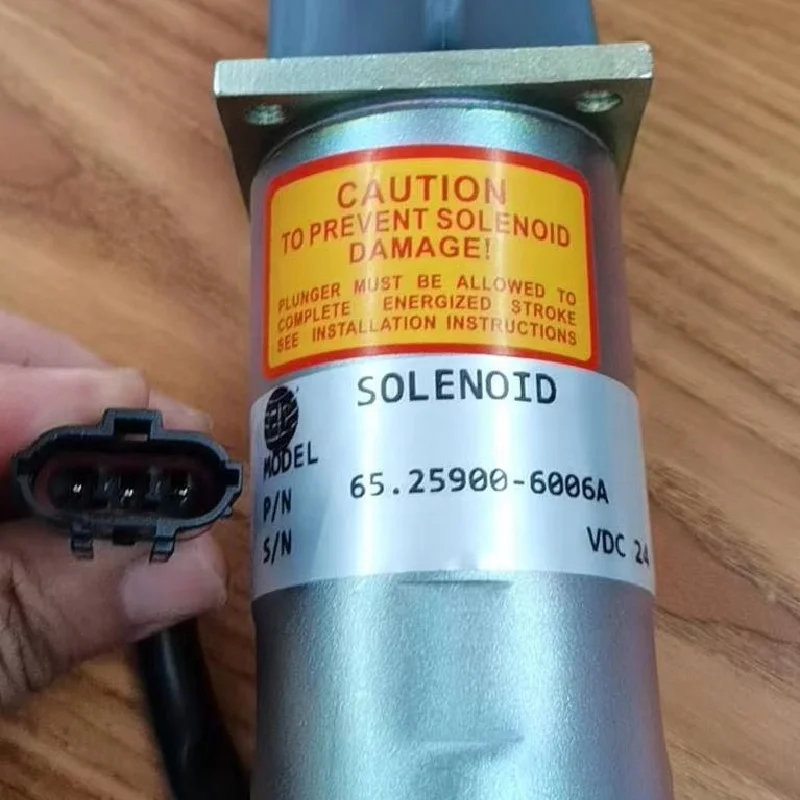 CAUTION
TO PREVENT SOLENOID
DAMAGE!
PLUNGER MUST BE ALLOWED TO
COMPLETE ENERGIZED STROKE
SEE INSTALLATION INSTRUCTIONS
SOLENOID
MODEL
P/N 65.25900-6006A
S/N VDC 24